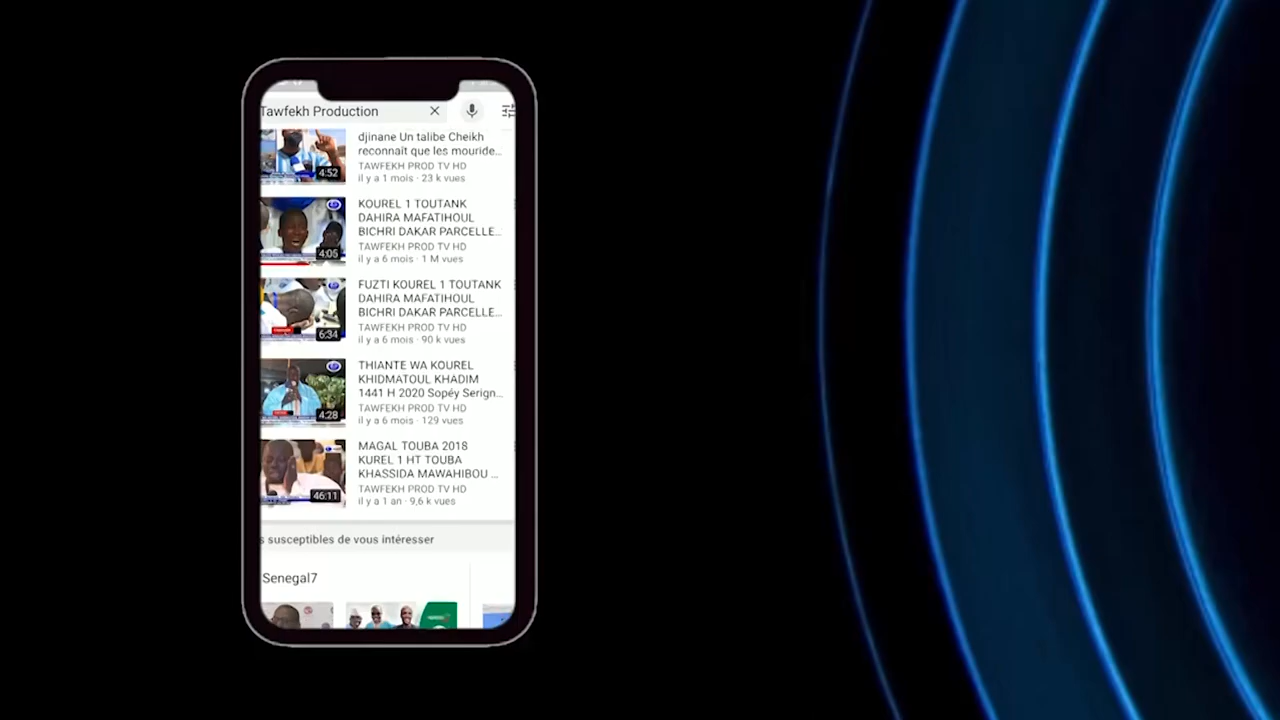 Tawfekh Production
djinane Un talibe Cheikh
reconnaît que les mouride...
TAWFEKH PROD TV HD
il y a 1 mois · 23 k vues
4:52
KOUREL 1 TOUTANK
DAHIRA MAFATIHOUL
BICHRI DAKAR PARCELLE...
TAWFEKH PROD TV HD
il y a 6 mois · 1 M vues
4:05
FUZTI KOUREL 1 TOUTANK
DAHIRA MAFATIHOUL
BICHRI DAKAR PARCELLE...
TAWFEKH PROD TV HD
il y a 6 mois · 90 k vues
6:34
THIANTE WA KOUREL
KHIDMATOUL KHADIM
1441 H 2020 Sopéy Serign...
TAWFEKH PROD TV HD
il y a 6 mois · 129 vues
4:28
MAGAL TOUBA 2018
KUREL 1 HT TOUBA
KHASSIDA MAWAHIBOU ...
TAWFEKH PROD TV HD
il y a 1 an · 9,6 k vues
46:11
s susceptibles de vous intéresser
Senegal7